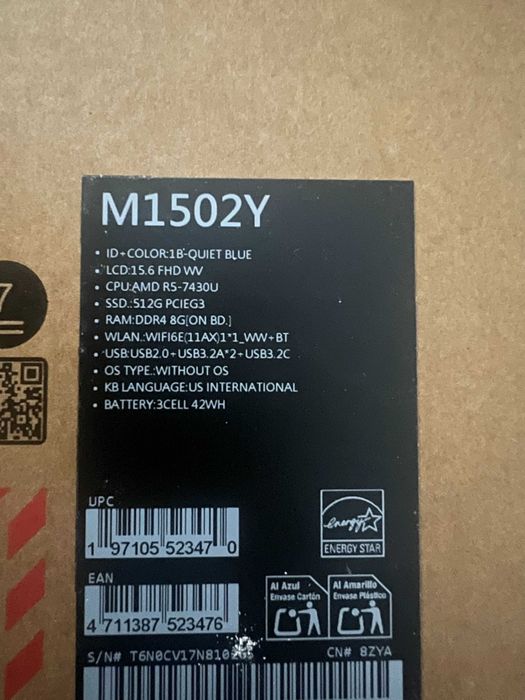 M1502Y
• ID+COLOR:1B-QUIET BLUE
• LCD:15.6 FHD WV
• CPU:AMD R5-7430U
• SSD.:512G PCIEG3
• RAM:DDR4 8G[ON BD.]
• WLAN.:WIFI6E(11AX)1*1_WW+BT
• USB:USB2.0+USB3.2A*2+USB3.2C
• OS TYPE.:WITHOUT OS
• KB LANGUAGE:US INTERNATIONAL
• BATTERY:3CELL 42WH
7
UPC
1 97105 52347 0
energy
ENERGY STAR
EAN
4 711387 523476
Al Azul
Envase Cartón
Al Amarillo
Envase Plástico
S/N# 
CN# 8ZYA